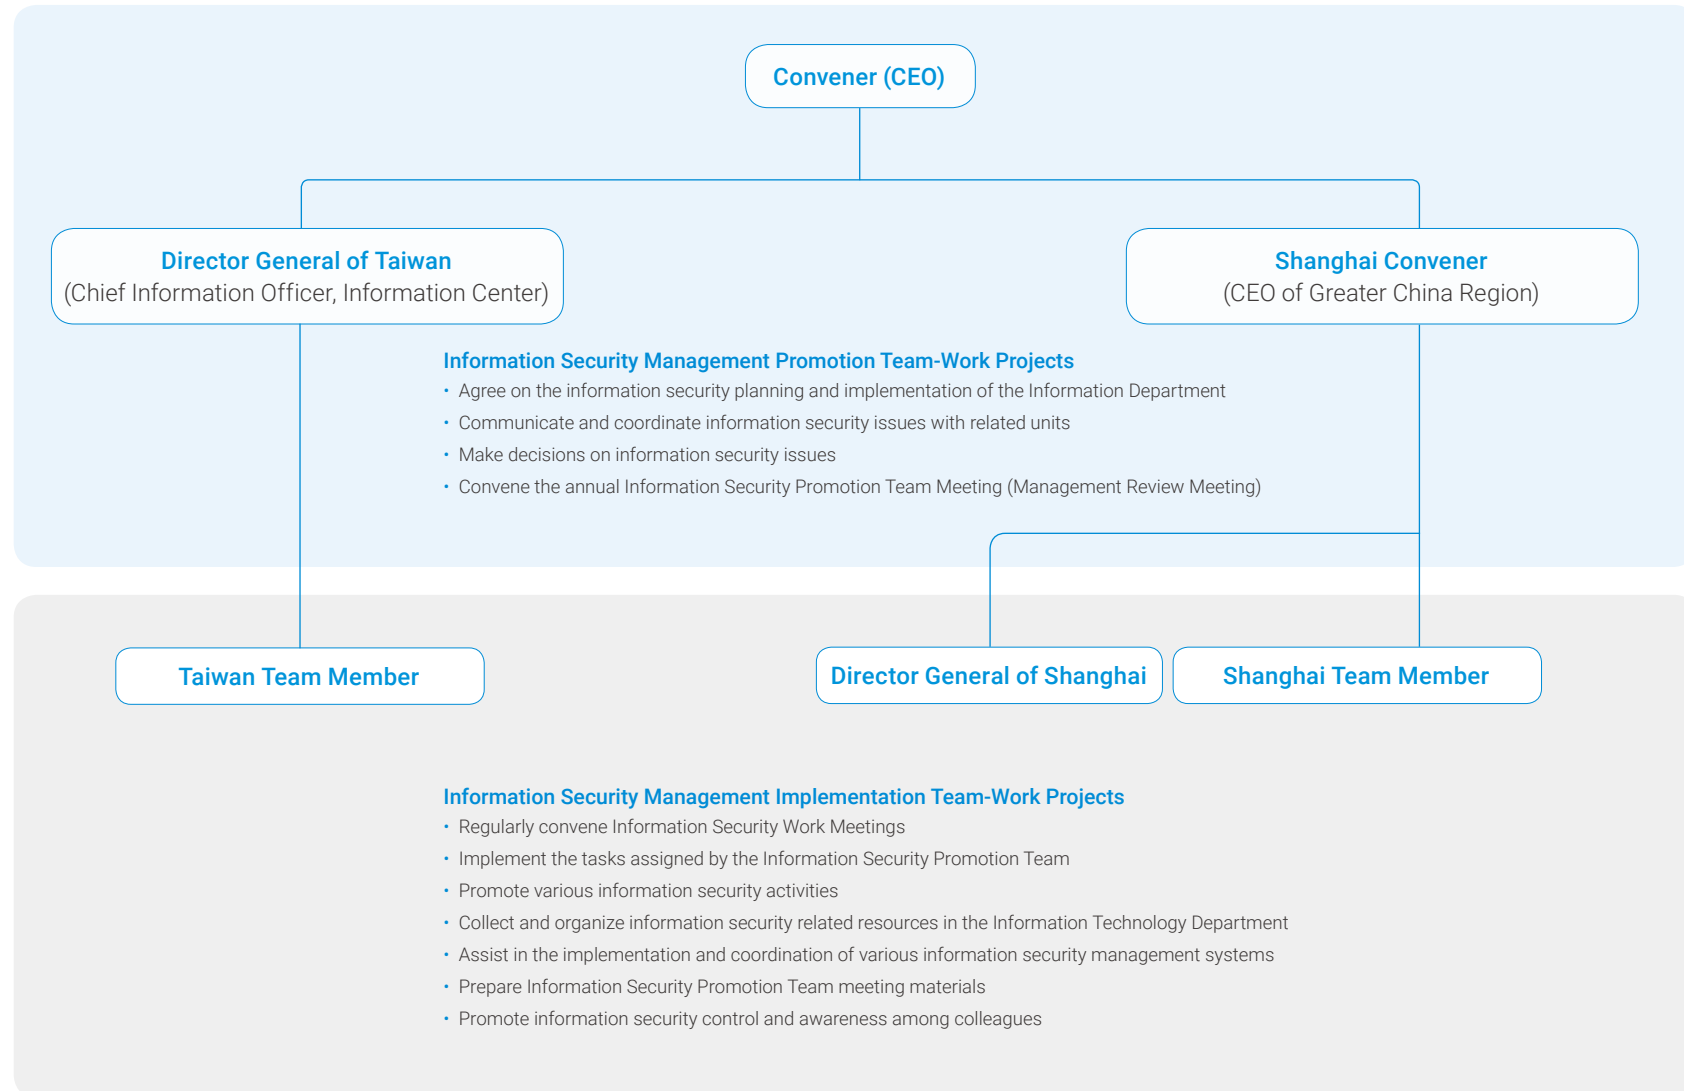 Convener (CEO)
Director General of Taiwan
(Chief Information Officer, Information Center)
Shanghai Convener
(CEO of Greater China Region)
Information Security Management Promotion Team-Work Projects
• Agree on the information security planning and implementation of the Information Department
• Communicate and coordinate information security issues with related units
• Make decisions on information security issues
• Convene the annual Information Security Promotion Team Meeting (Management Review Meeting)
Taiwan Team Member
Director General of Shanghai
Shanghai Team Member
Information Security Management Implementation Team-Work Projects
• Regularly convene Information Security Work Meetings
• Implement the tasks assigned by the Information Security Promotion Team
• Promote various information security activities
• Collect and organize information security related resources in the Information Technology Department
• Assist in the implementation and coordination of various information security management systems
• Prepare Information Security Promotion Team meeting materials
• Promote information security control and awareness among colleagues